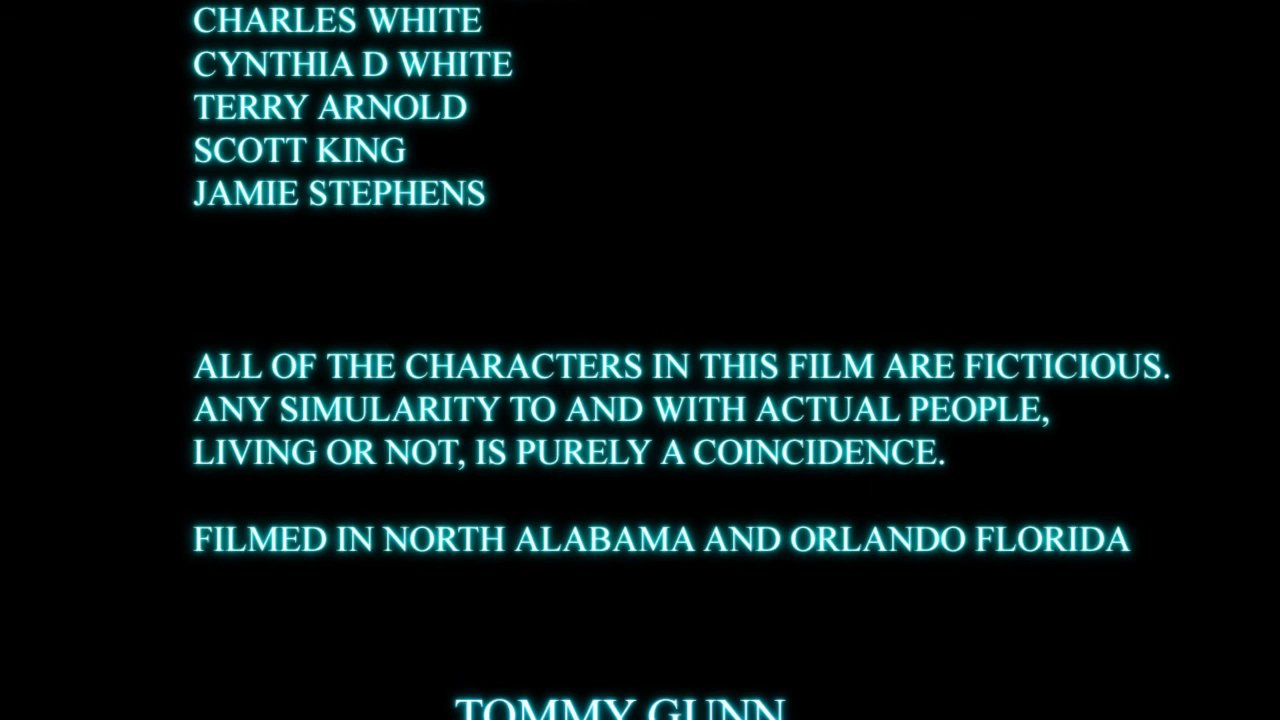 CHARLES WHITE
CYNTHIA D WHITE
TERRY ARNOLD
SCOTT KING
JAMIE STEPHENS
ALL OF THE CHARACTERS IN THIS FILM ARE FICTICIOUS.
ANY SIMULARITY TO AND WITH ACTUAL PEOPLE,
LIVING OR NOT, IS PURELY A COINCIDENCE.
FILMED IN NORTH ALABAMA AND ORLANDO FLORIDA
TOMMY GUNN